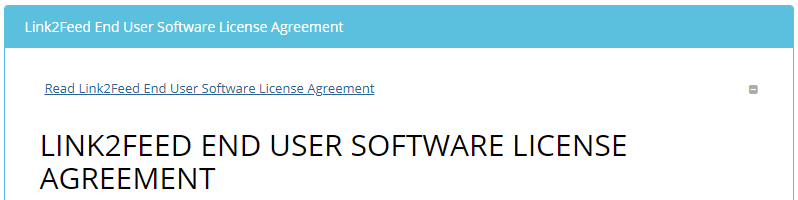 Link2Feed End User Software License Agreement
Read Link2Feed End User Software License Agreement
LINK2FEED END USER SOFTWARE LICENSE
AGREEMENT